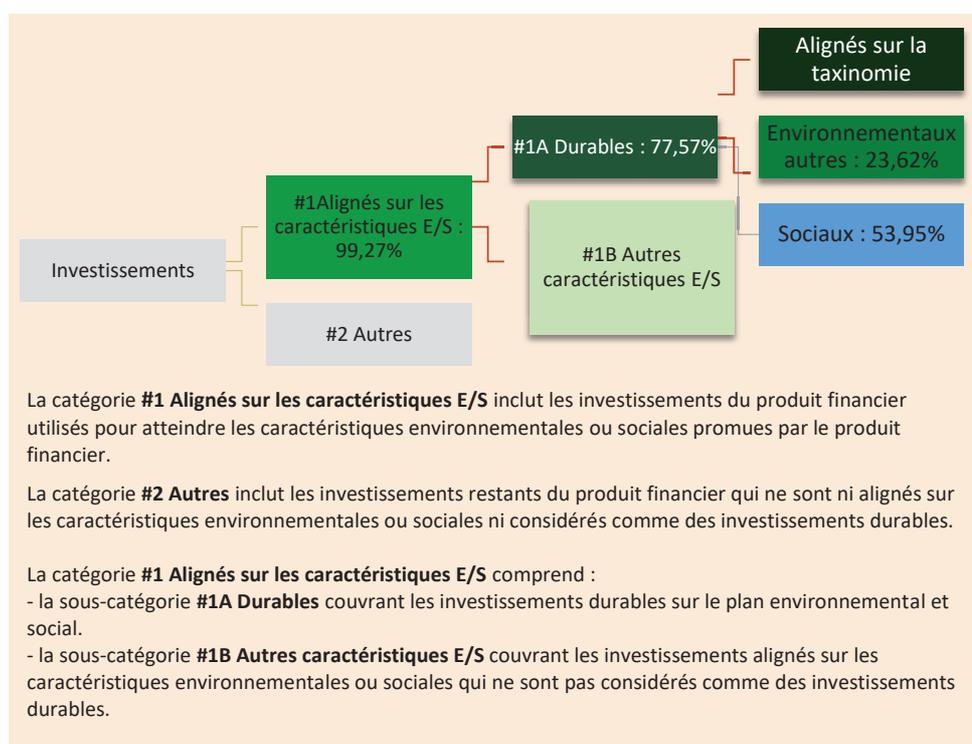 Alignés sur la
taxinomie
#1A Durables : 77,57%
Environnementaux
autres : 23,62%
#1Alignés sur les
caractéristiques E/S :
99,27%
Sociaux : 53,95%
Investissements
#1B Autres
caractéristiques E/S
#2 Autres
La catégorie #1 Alignés sur les caractéristiques E/S inclut les investissements du produit financier
utilisés pour atteindre les caractéristiques environnementales ou sociales promues par le produit
financier.
La catégorie #2 Autres inclut les investissements restants du produit financier qui ne sont ni alignés sur
les caractéristiques environnementales ou sociales ni considérés comme des investissements durables.
La catégorie #1 Alignés sur les caractéristiques E/S comprend :
- la sous-catégorie #1A Durables couvrant les investissements durables sur le plan environnemental et
social.
- la sous-catégorie #1B Autres caractéristiques E/S couvrant les investissements alignés sur les
caractéristiques environnementales ou sociales qui ne sont pas considérés comme des investissements
durables.